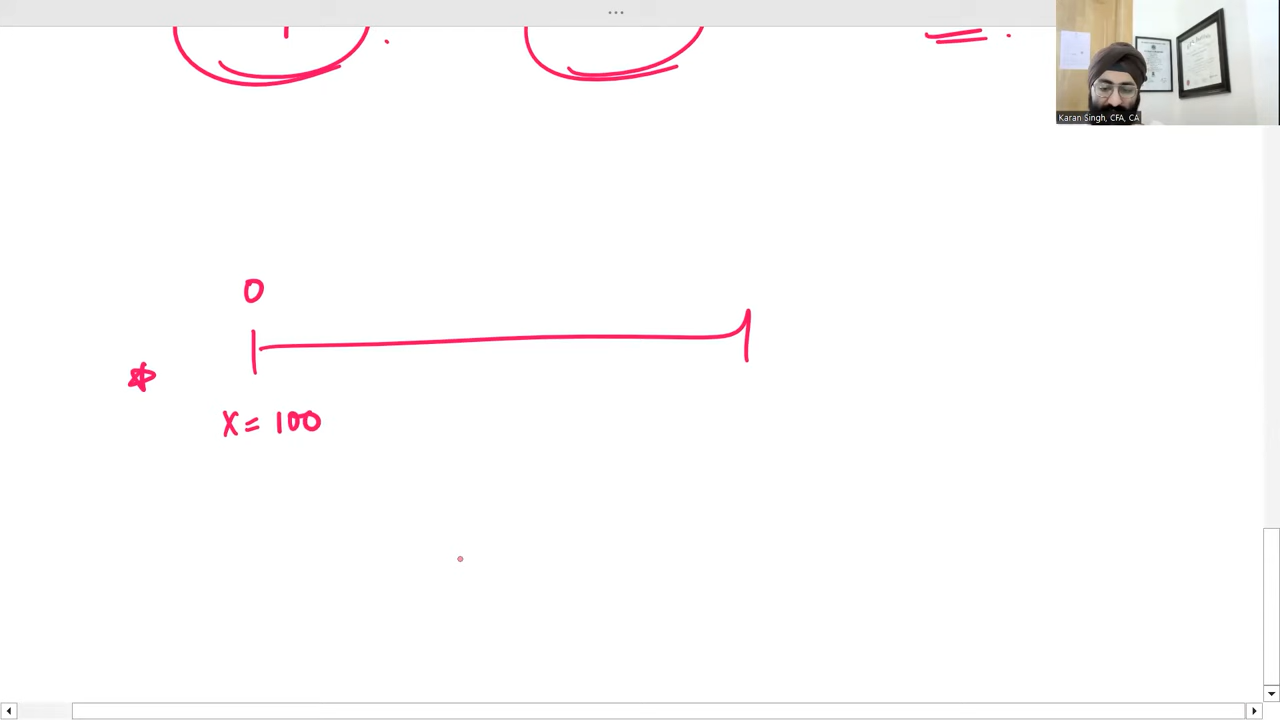 Karan Singh, CFA, CA
0
X = 100